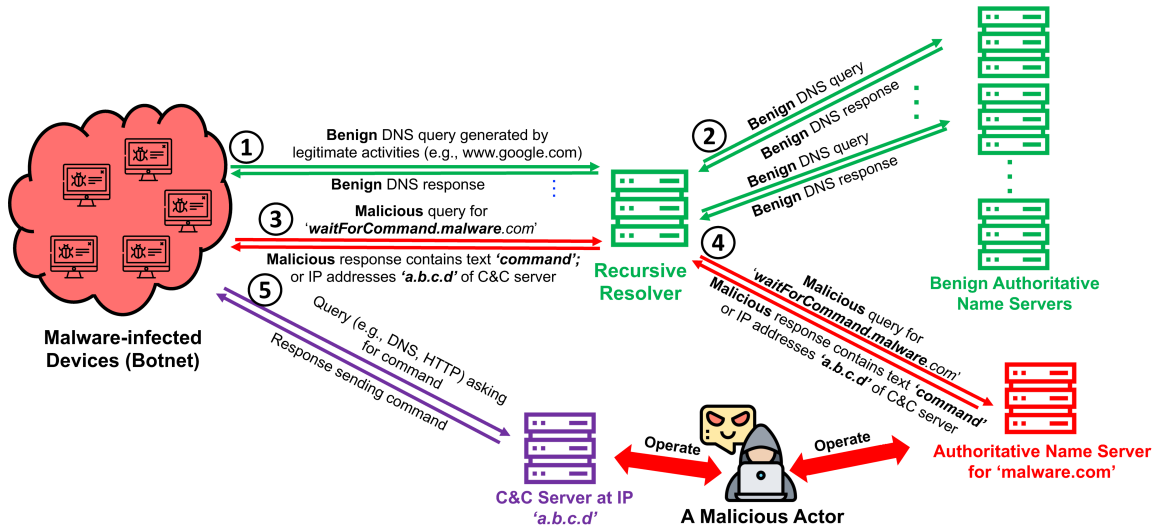 1
Benign DNS query generated by
legitimate activities (e.g., www.google.com)
Benign DNS response
2
Benign DNS query
Benign DNS response
Benign DNS query
Benign DNS response
3
Malicious query for
‘waitForCommand.malware.com’
Malicious response contains text ‘command’;
or IP addresses ‘a.b.c.d’ of C&C server
4
Malicious query for
‘waitForCommand.malware.com’
Malicious response contains text ‘command’
or IP addresses ‘a.b.c.d’ of C&C server
5
Query (e.g., DNS, HTTP) asking
for command
Response sending command
Malware-infected
Devices (Botnet)
Recursive
Resolver
Benign Authoritative
Name Servers
Operate
Operate
Authoritative Name Server
for ‘malware.com’
C&C Server at IP
‘a.b.c.d’
A Malicious Actor